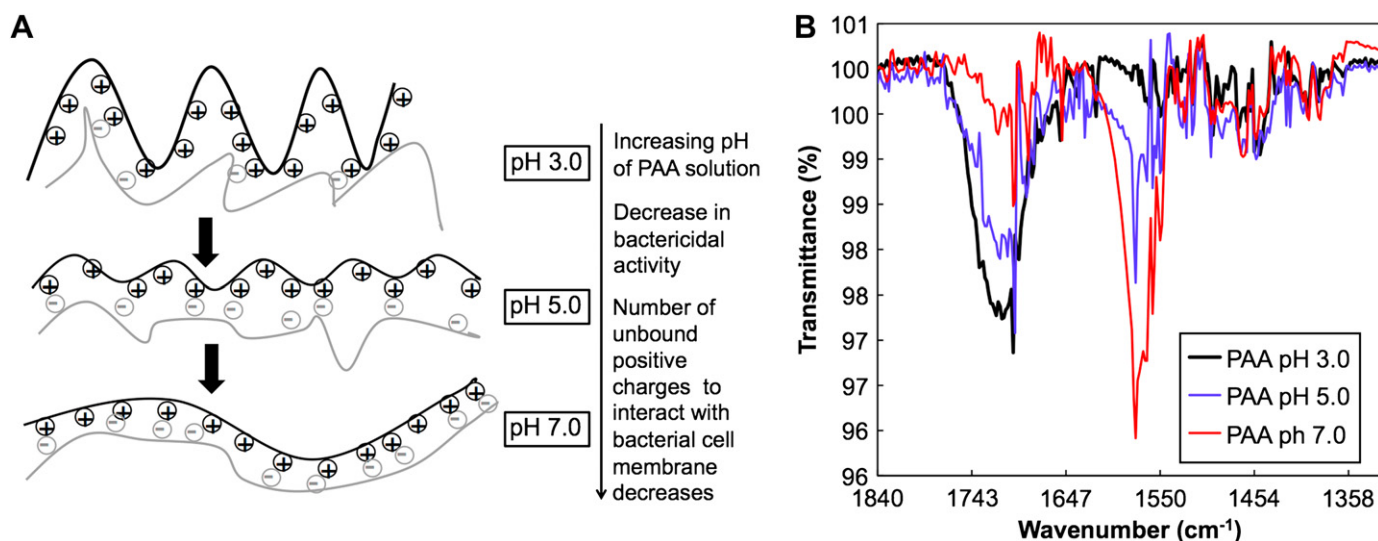 A
pH 3.0
pH 5.0
pH 7.0
Increasing pH
of PAA solution
Decrease in
bactericidal
activity
Number of
unbound
positive
charges to
interact with
bacterial cell
membrane
decreases
B
Transmittance (%)
101
100
100
99
99
98
98
97
97
96
96
1840
1743
1647
1550
1454
1358
Wavenumber (cm⁻¹)
PAA pH 3.0
PAA pH 5.0
PAA ph 7.0